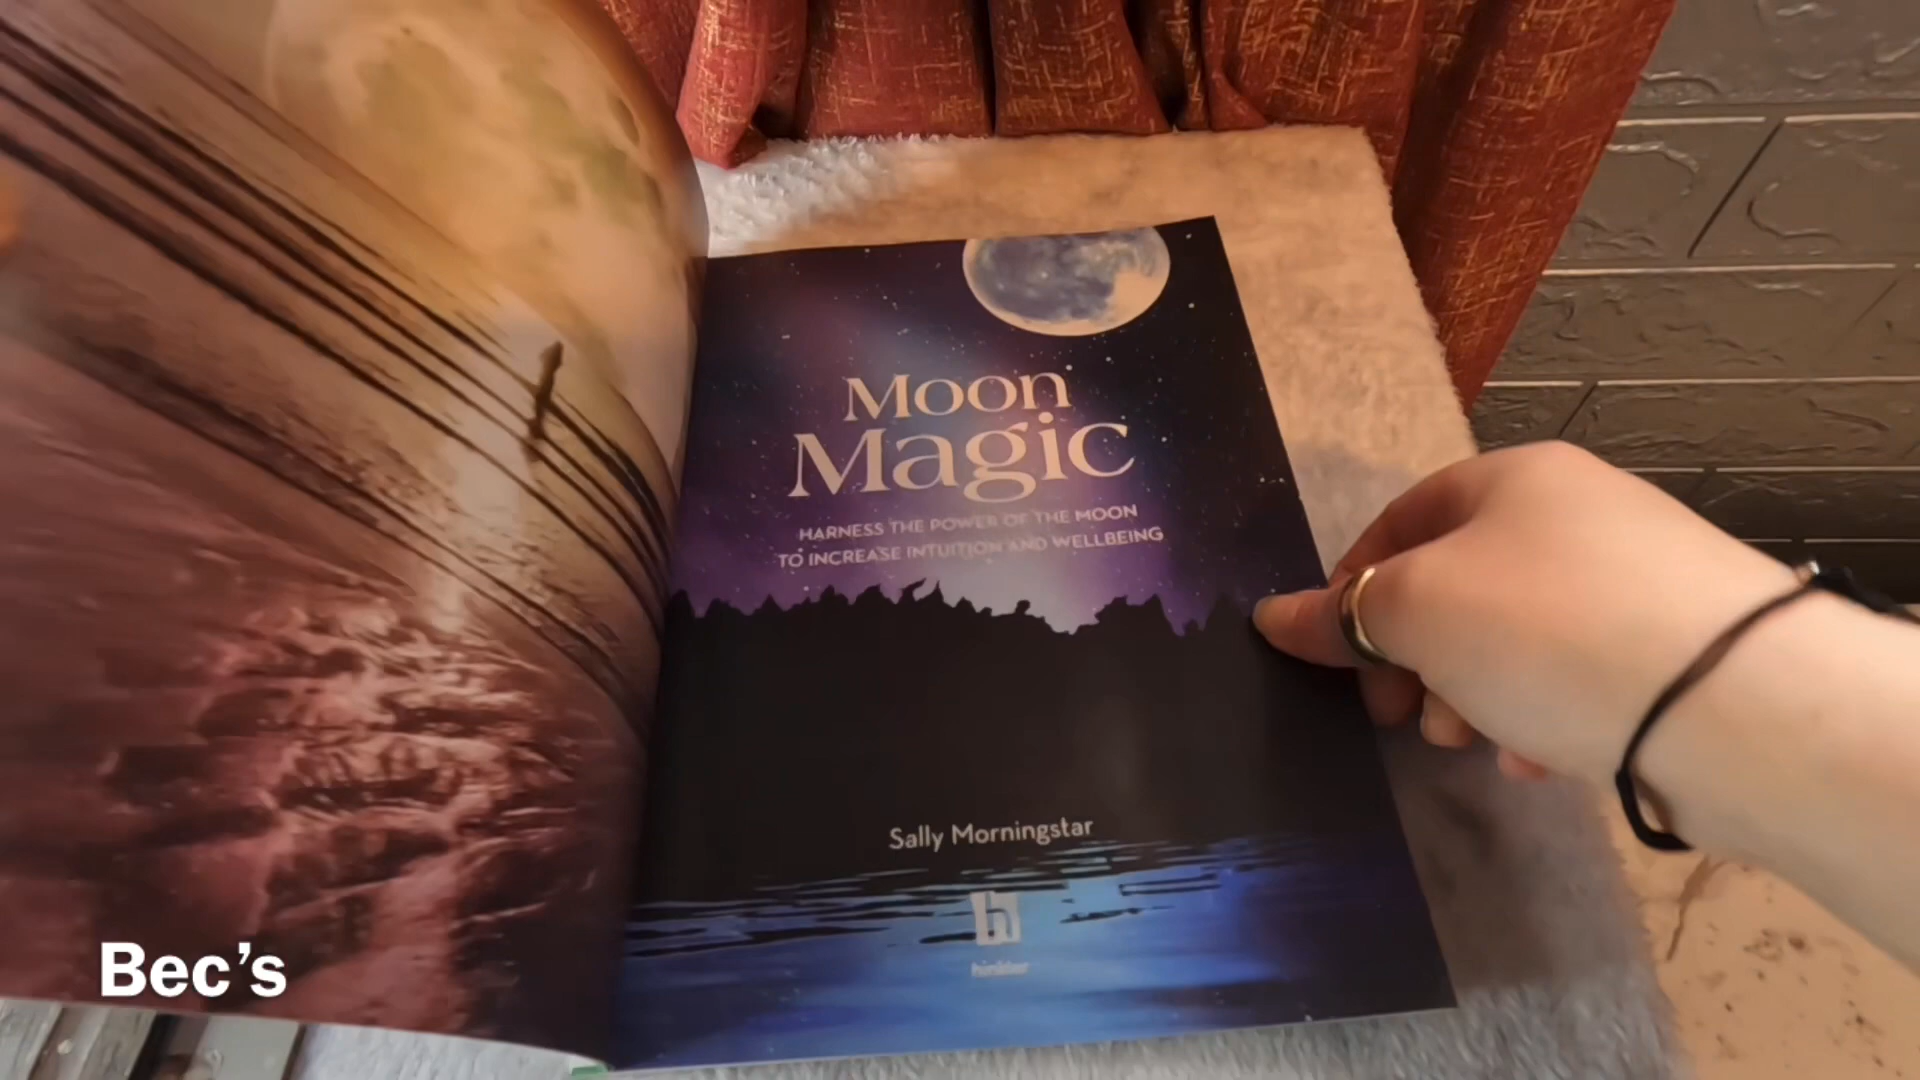 Moon
Magic
HARNESS THE POWER OF THE MOON
TO INCREASE INTUITION AND WELLBEING
Sally Morningstar
h
hinkler
Bec’s